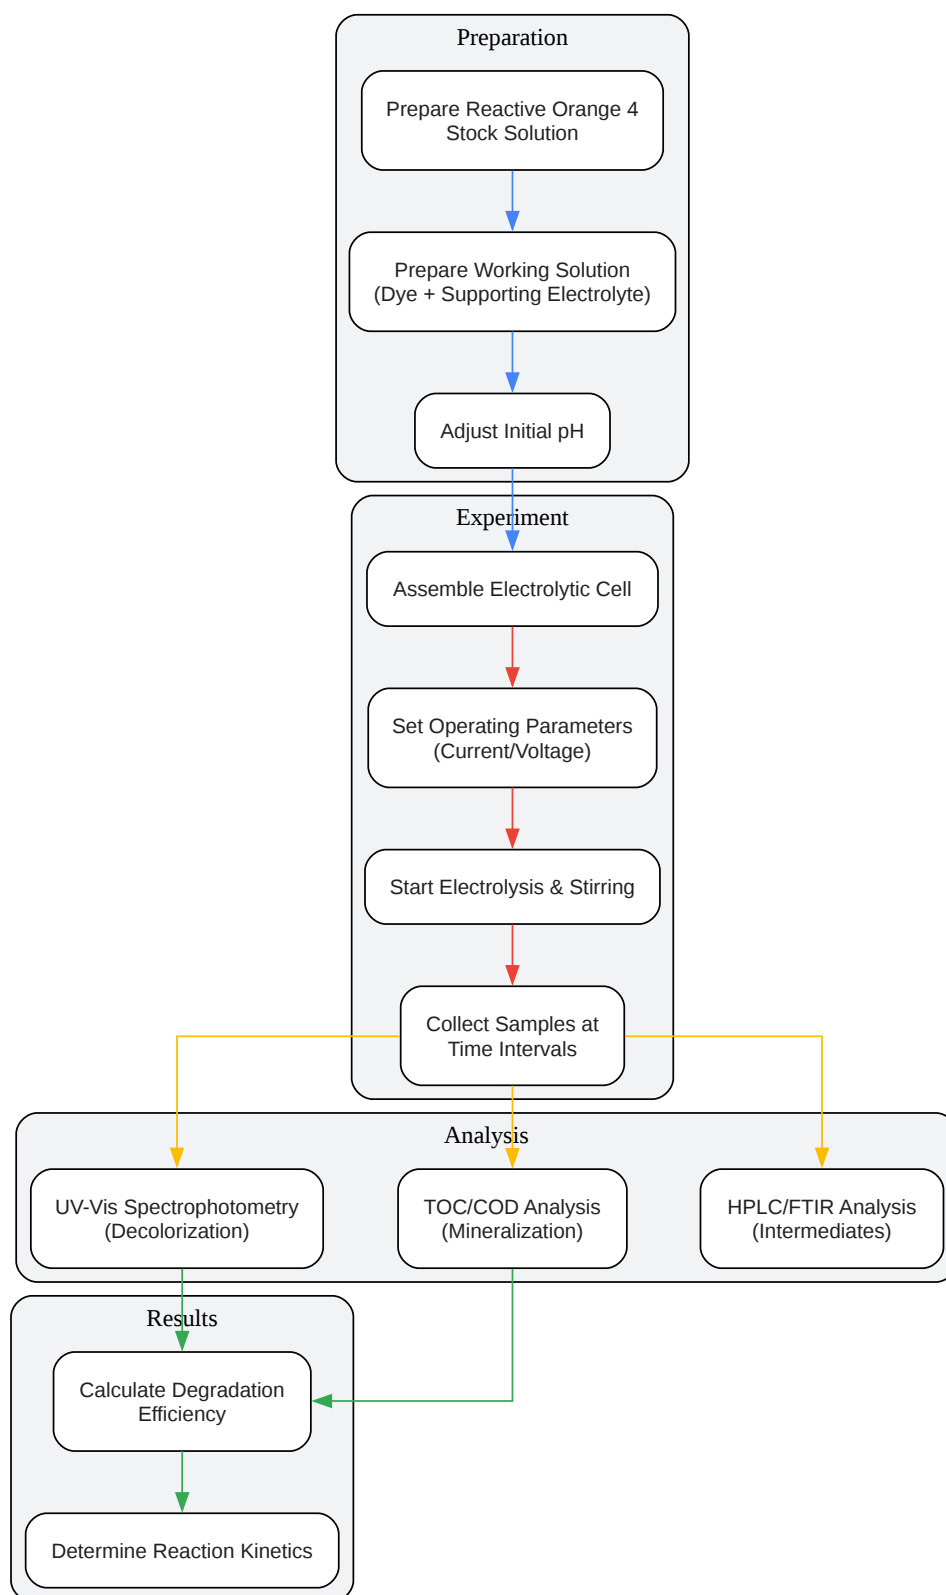 Preparation
Prepare Reactive Orange 4
Stock Solution
Prepare Working Solution
(Dye + Supporting Electrolyte)
Adjust Initial pH
Experiment
Assemble Electrolytic Cell
Set Operating Parameters
(Current/Voltage)
Start Electrolysis & Stirring
Collect Samples at
Time Intervals
Analysis
UV-Vis Spectrophotometry
(Decolorization)
TOC/COD Analysis
(Mineralization)
HPLC/FTIR Analysis
(Intermediates)
Results
Calculate Degradation
Efficiency
Determine Reaction Kinetics